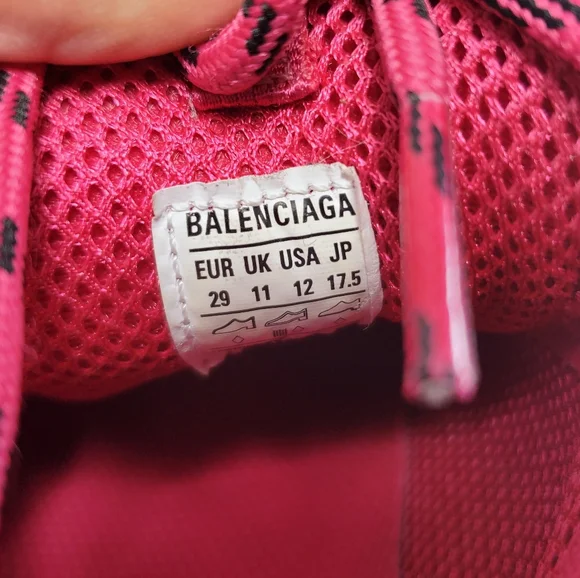 BALENCIAGA
EUR UK USA JP
29 11 12 17.5